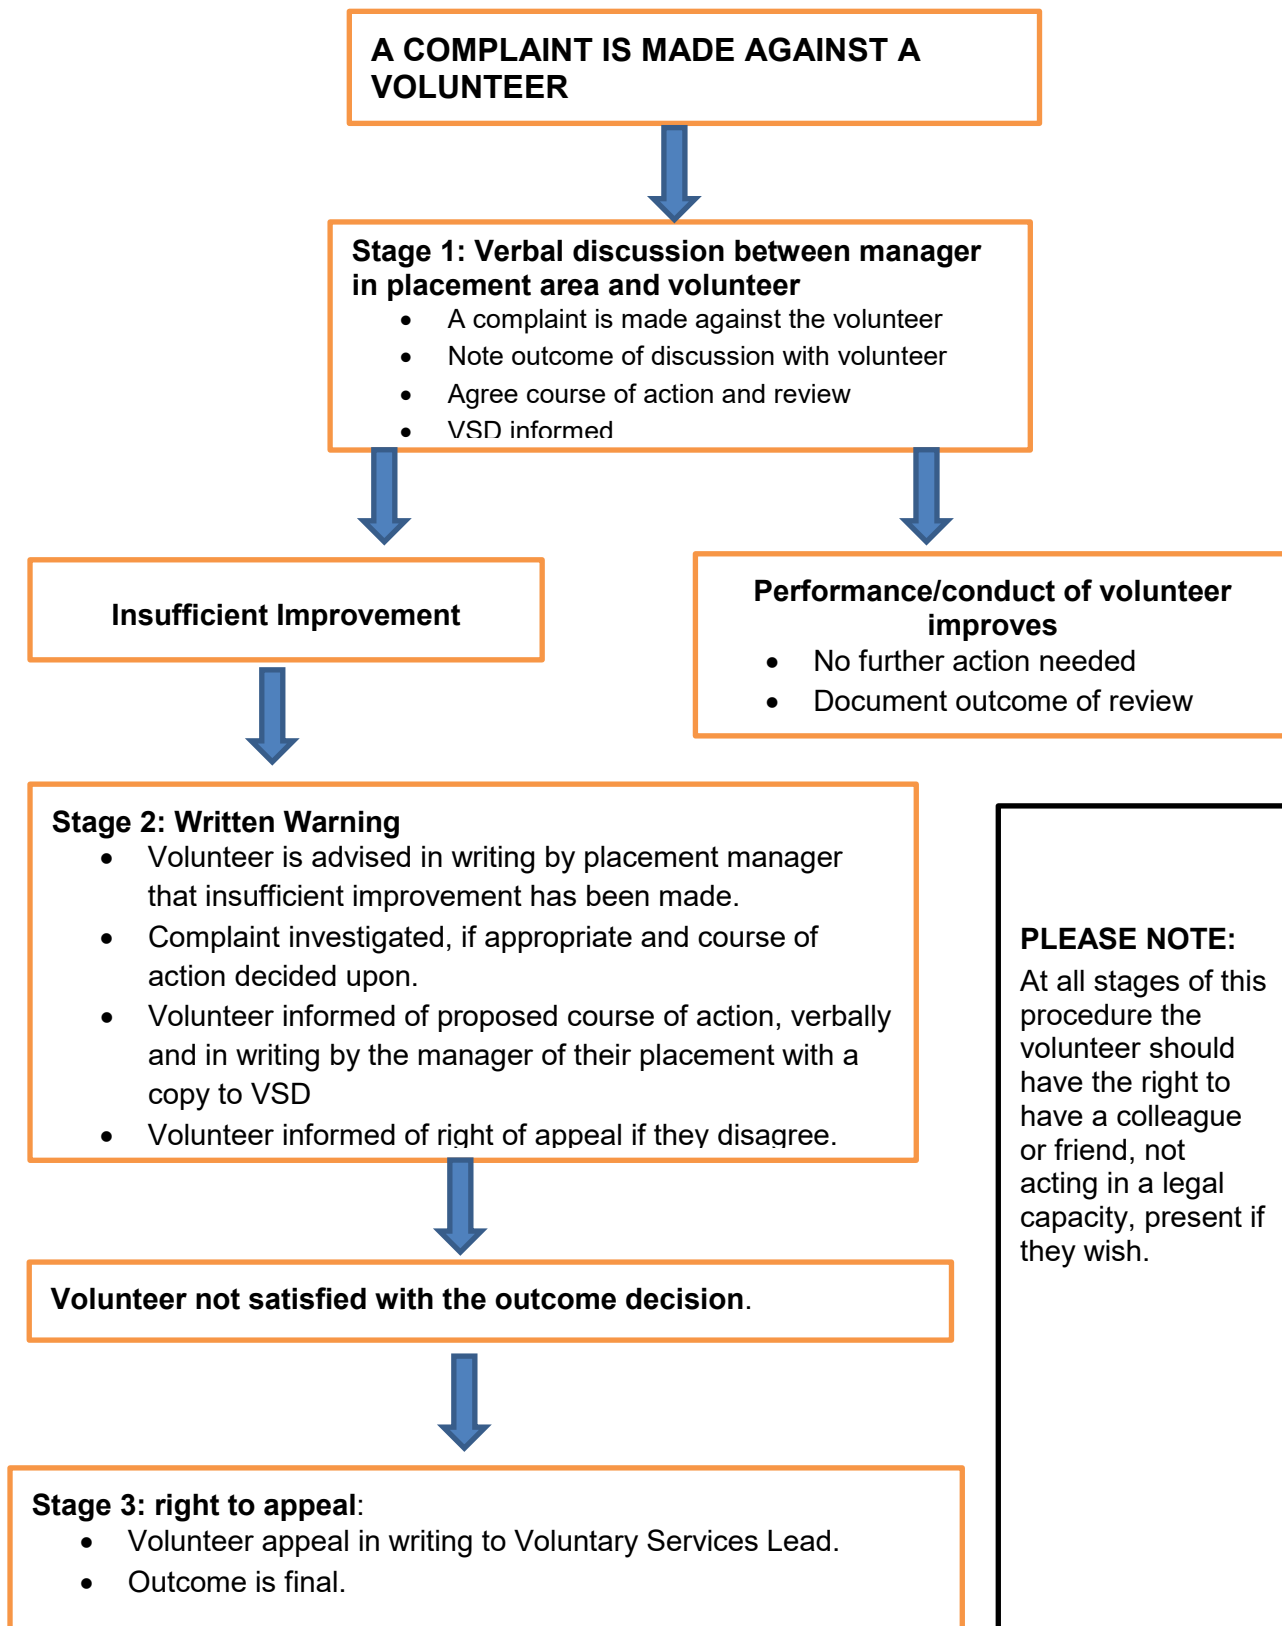 A COMPLAINT IS MADE AGAINST A
VOLUNTEER
Stage 1: Verbal discussion between manager
in placement area and volunteer
• A complaint is made against the volunteer
• Note outcome of discussion with volunteer
• Agree course of action and review
• VSD informed
Insufficient Improvement
Performance/conduct of volunteer
improves
• No further action needed
• Document outcome of review
Stage 2: Written Warning
• Volunteer is advised in writing by placement manager
that insufficient improvement has been made.
• Complaint investigated, if appropriate and course of
action decided upon.
• Volunteer informed of proposed course of action, verbally
and in writing by the manager of their placement with a
copy to VSD
• Volunteer informed of right of appeal if they disagree.
PLEASE NOTE:
At all stages of this
procedure the
volunteer should
have the right to
have a colleague
or friend, not
acting in a legal
capacity, present if
they wish.
Volunteer not satisfied with the outcome decision.
Stage 3: right to appeal:
• Volunteer appeal in writing to Voluntary Services Lead.
• Outcome is final.